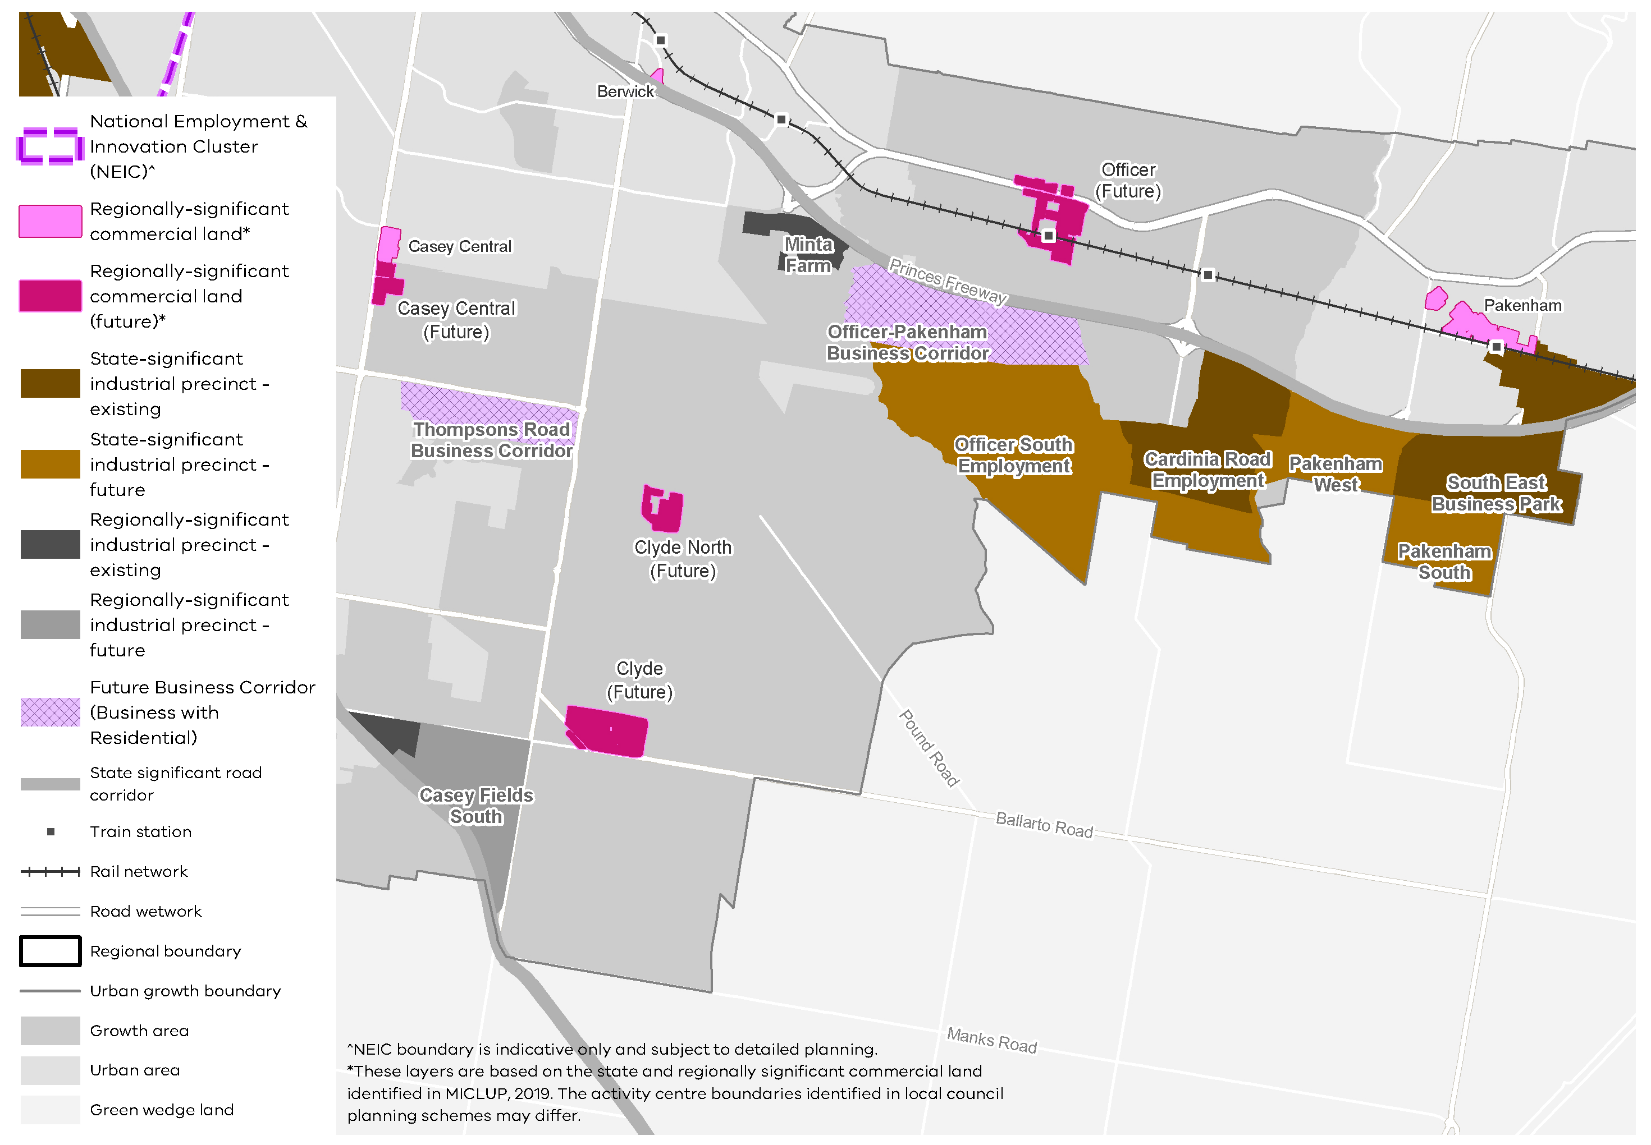 National Employment &
Innovation Cluster
(NEIC)^
Regionally-significant
commercial land*
Regionally-significant
commercial land
(future)*
State-significant
industrial precinct -
existing
State-significant
industrial precinct -
future
Regionally-significant
industrial precinct -
existing
Regionally-significant
industrial precinct -
future
Future Business Corridor
(Business with
Residential)
State significant road
corridor
Train station
Rail network
Road wetwork
Regional boundary
Urban growth boundary
Growth area
Urban area
Green wedge land
Berwick
Officer
(Future)
Casey Central
Minta
Farm
Princes Freeway
Casey Central
(Future)
Pakenham
Officer-Pakenham
Business Corridor
Thompsons Road
Business Corridor
Officer South
Employment
Cardinia Road
Employment
Pakenham
West
South East
Business Park
Clyde North
(Future)
Pakenham
South
Clyde
(Future)
Pound Road
Casey Fields
South
Ballarto Road
Manks Road
^NEIC boundary is indicative only and subject to detailed planning.
*These layers are based on the state and regionally significant commercial land
identified in MICLUP, 2019. The activity centre boundaries identified in local council
planning schemes may differ.